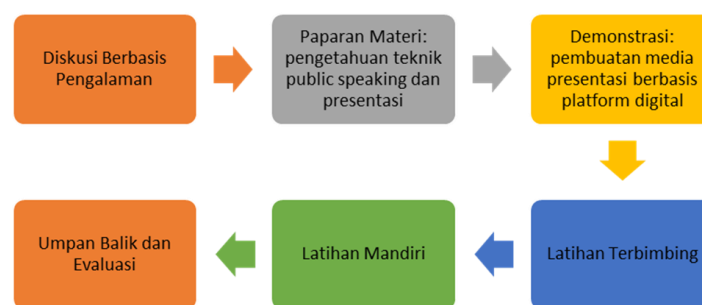 Diskusi Berbasis
Pengalaman
Paparan Materi:
pengetahuan teknik
public speaking dan
presentasi
Demonstrasi:
pembuatan media
presentasi berbasis
platform digital
Latihan Terbimbing
Latihan Mandiri
Umpan Balik dan
Evaluasi